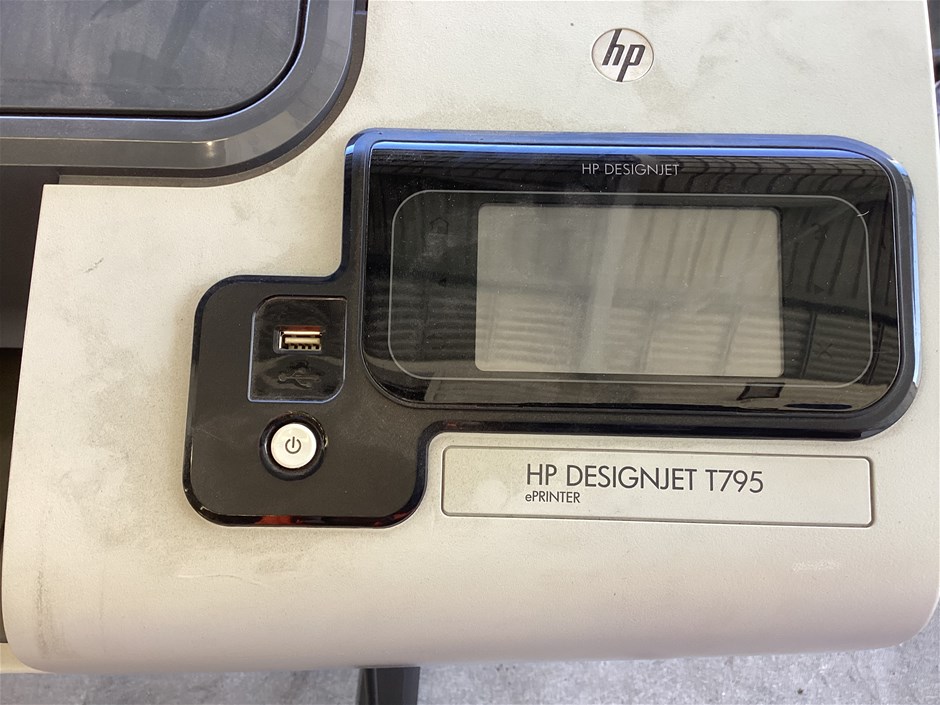 hp
HP DESIGNJET
HP DESIGNJET T795
ePRINTER